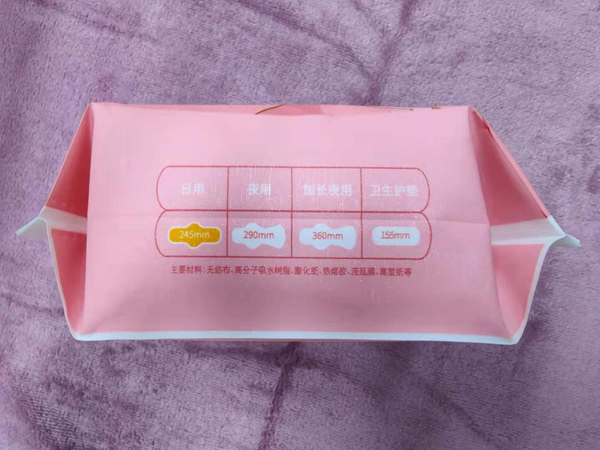 日用 夜用 加长夜用 卫生护垫
245mm 290mm 360mm 155mm
主要材料:无纺布、高分子吸水树脂、膨化纸、热熔胶、流延膜、离型纸等